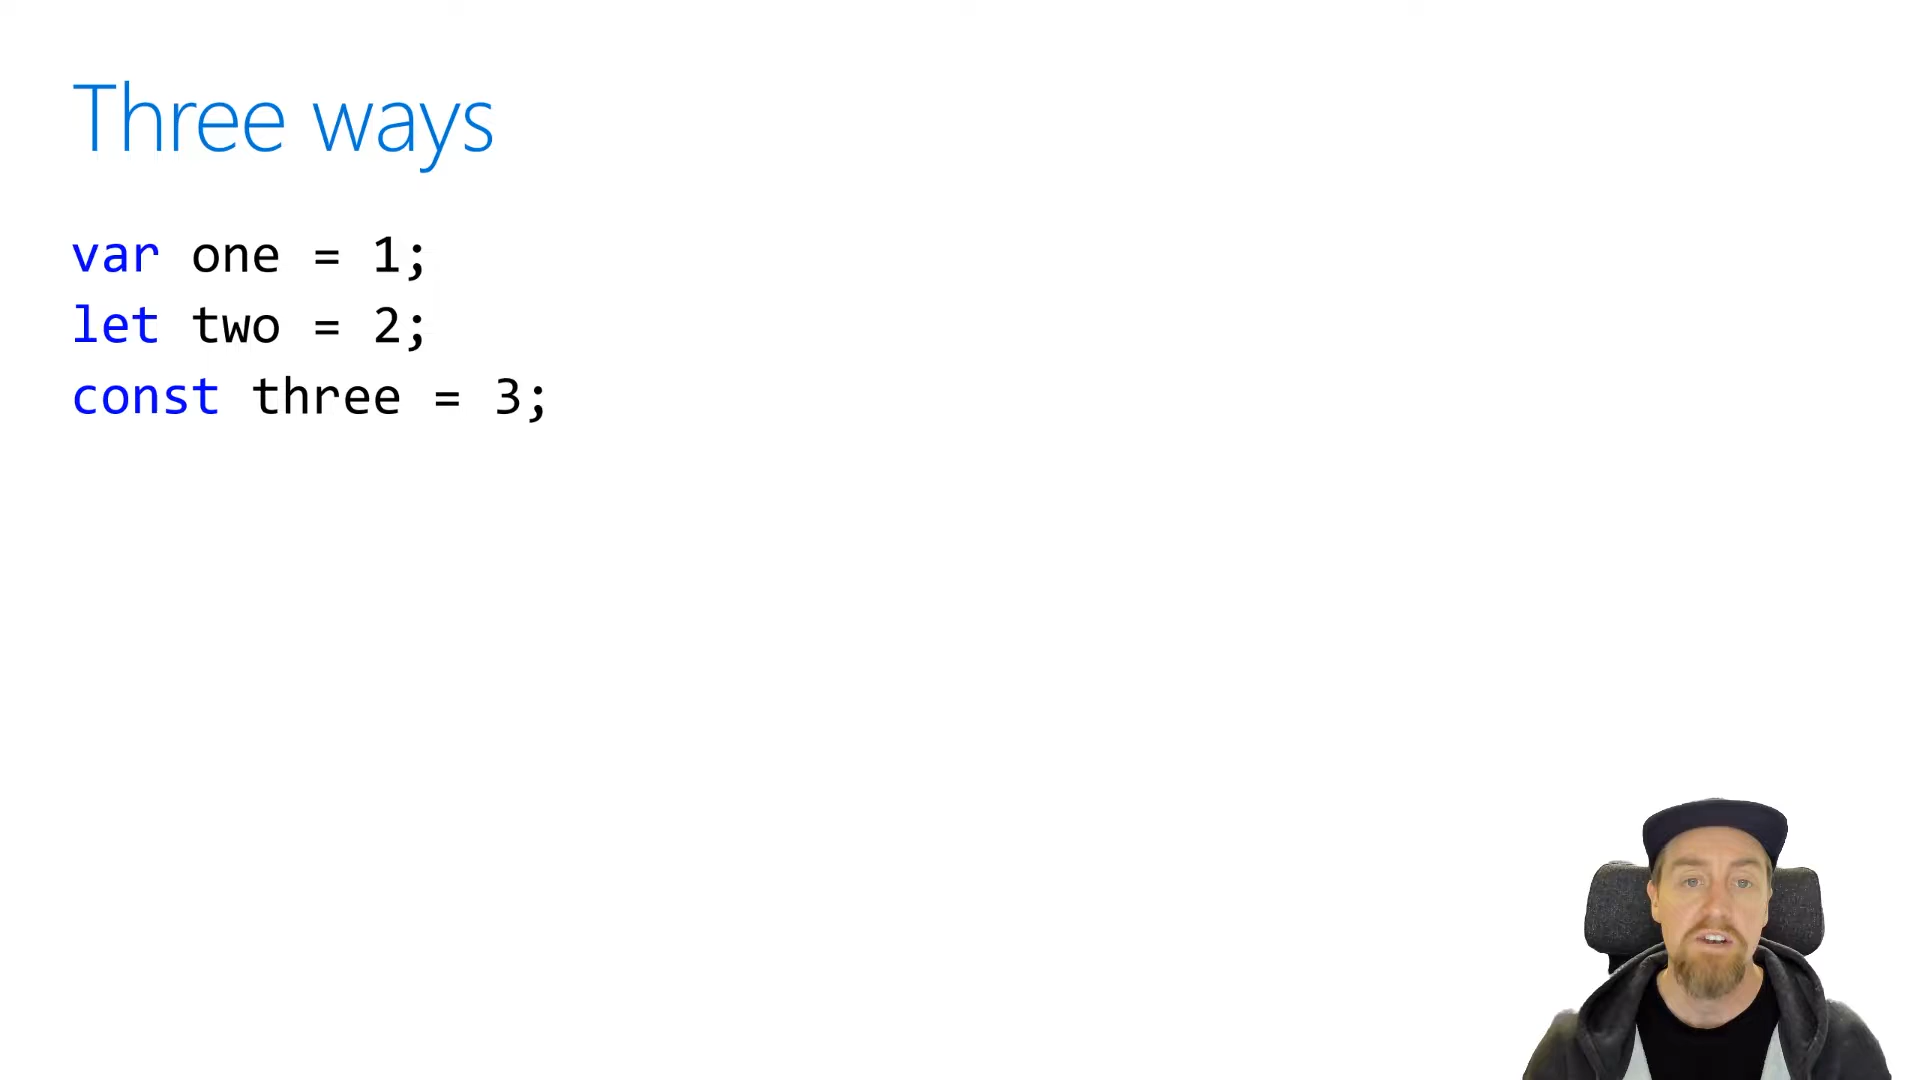 Three ways
var one = 1;
let two = 2;
const three = 3;